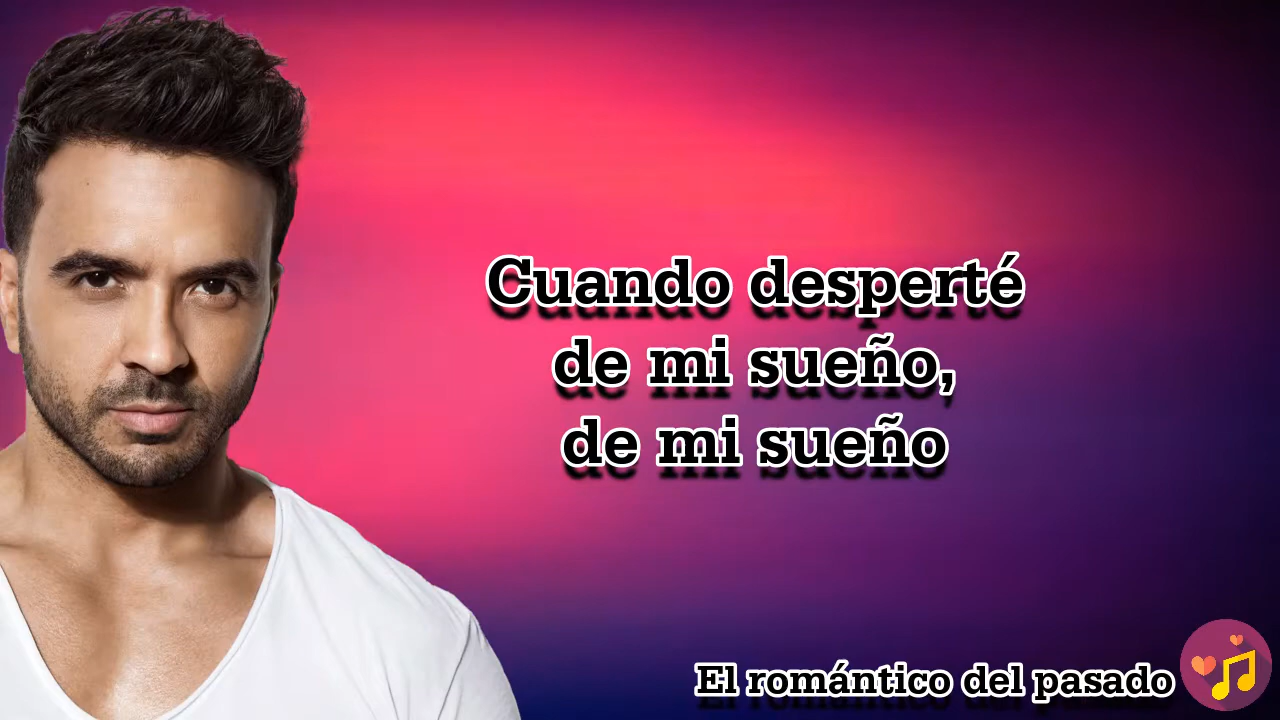 Cuando desperté
de mi sueño,
de mi sueño
El romántico del pasado